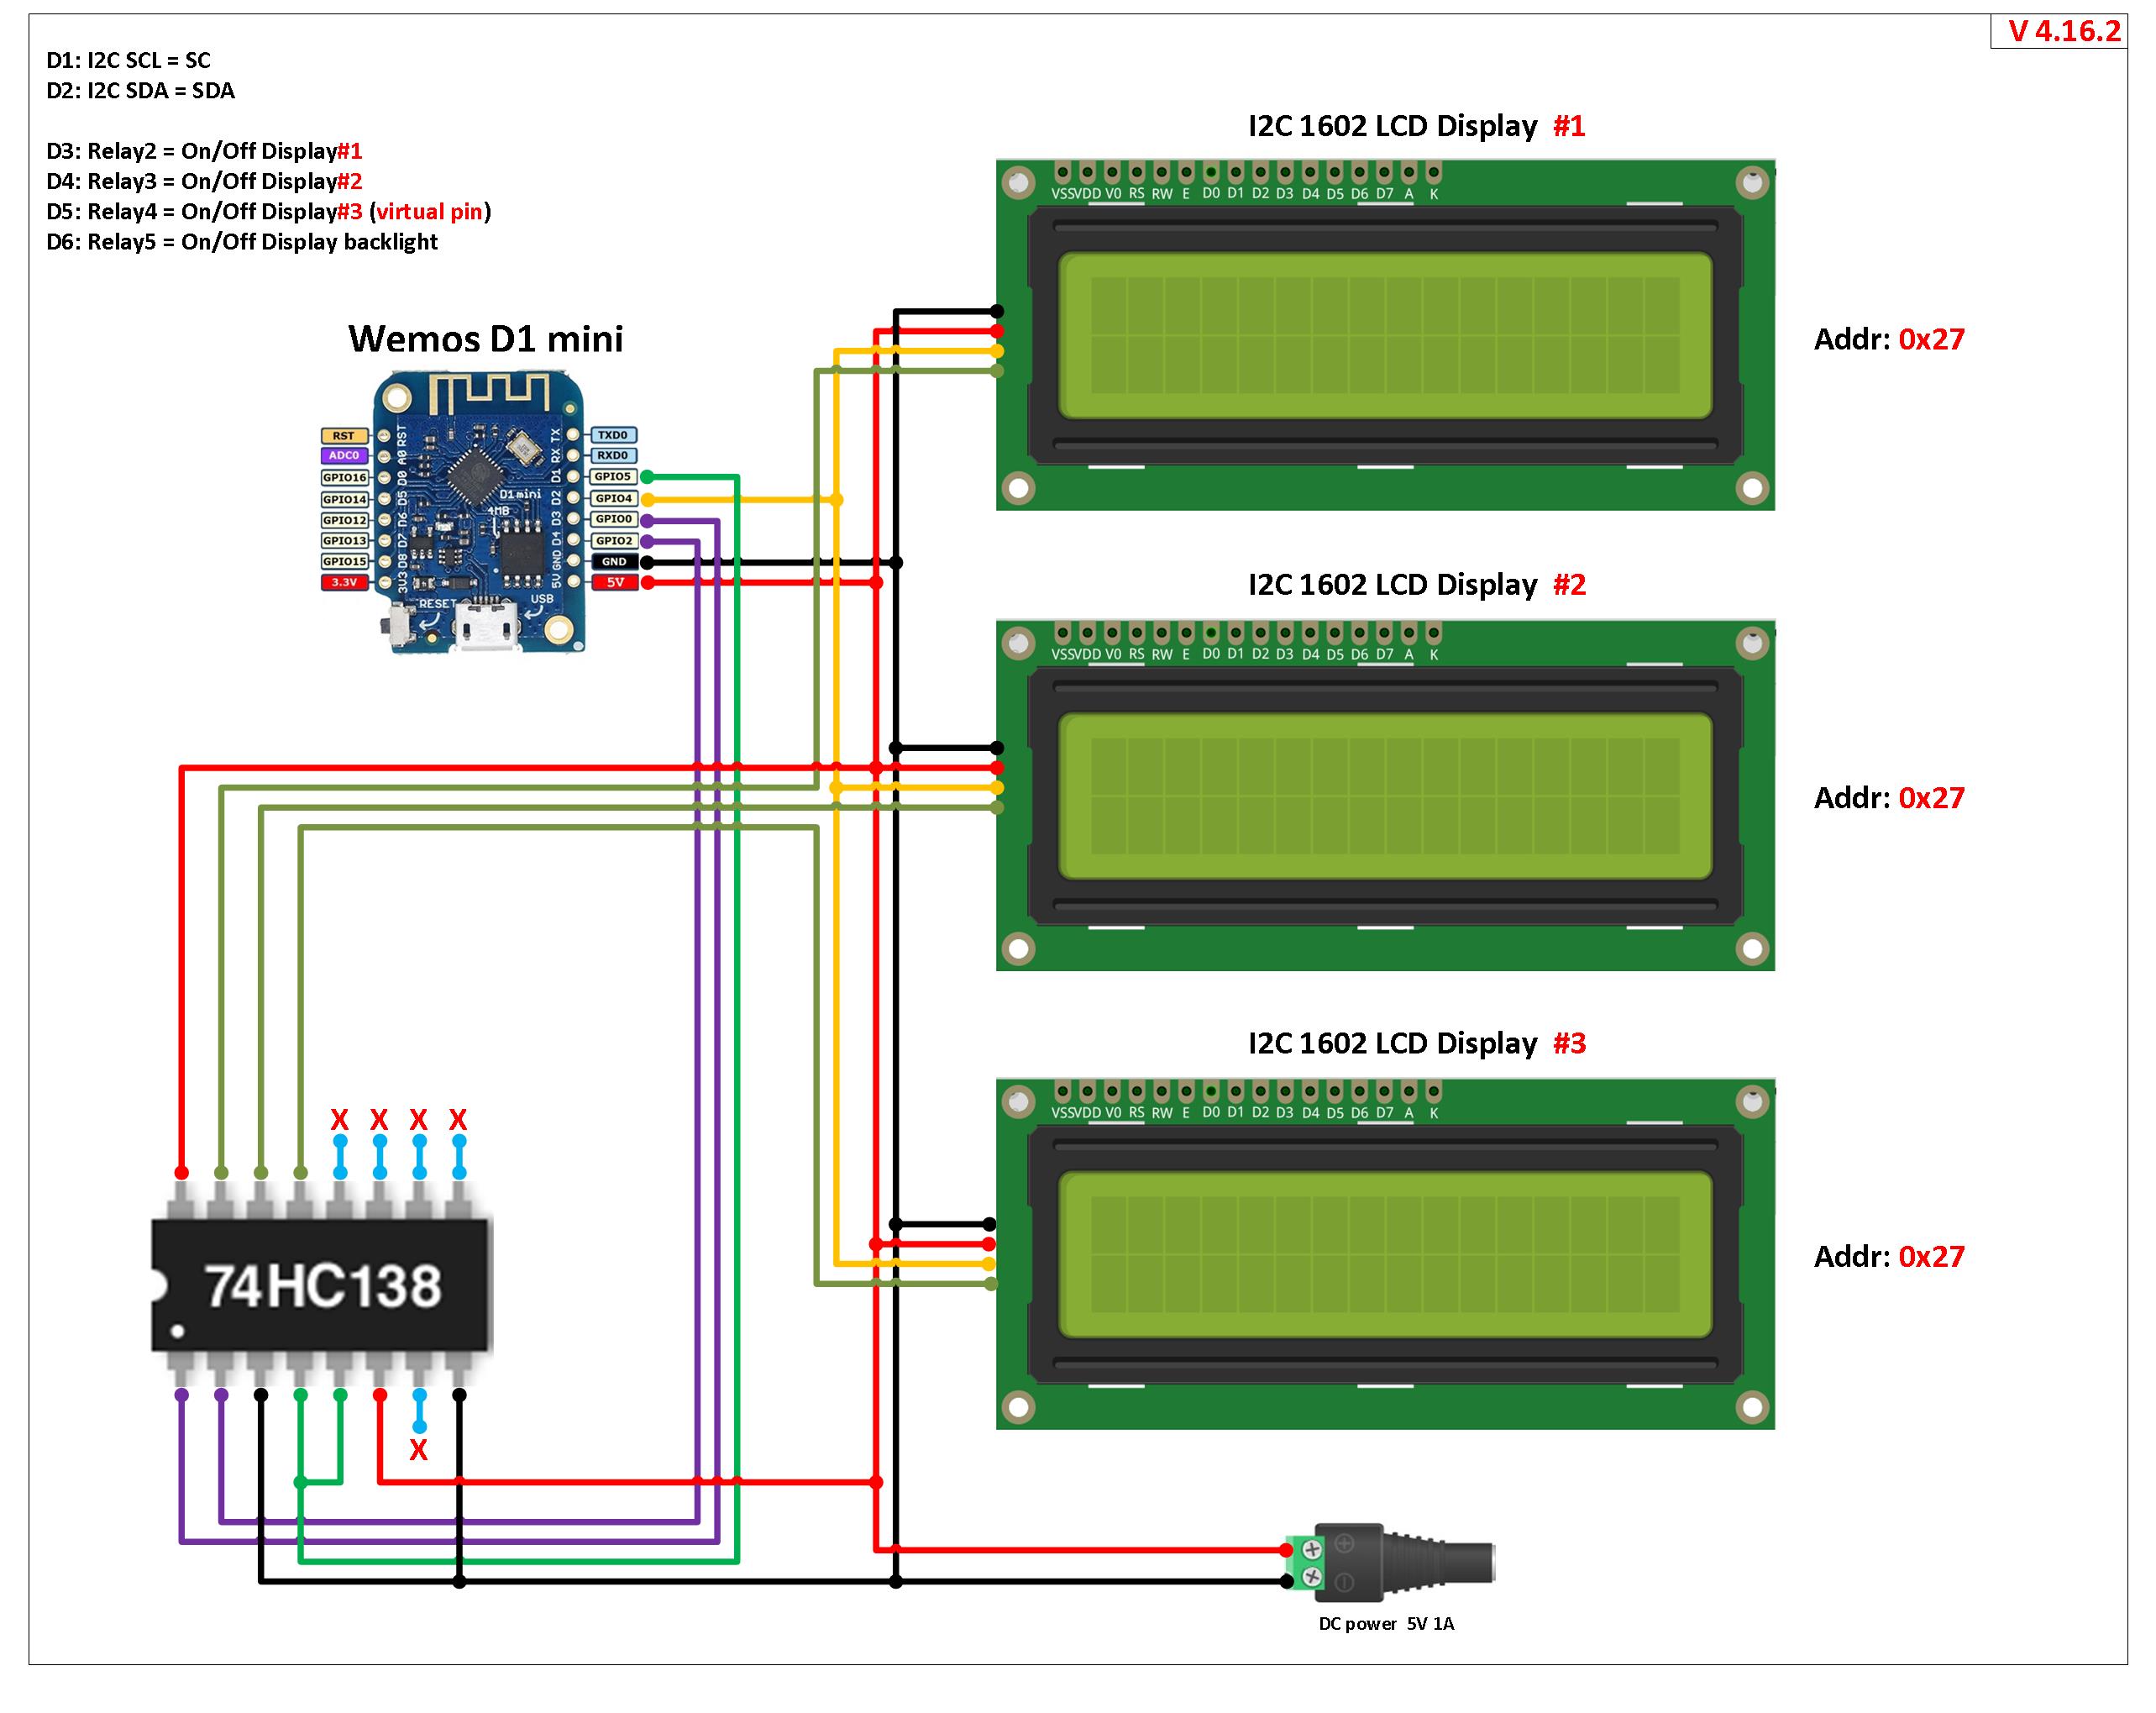 V 4.16.2
D1: I2C SCL = SC
D2: I2C SDA = SDA
D3: Relay2 = On/Off Display#1
D4: Relay3 = On/Off Display#2
D5: Relay4 = On/Off Display#3 (virtual pin)
D6: Relay5 = On/Off Display backlight
I2C 1602 LCD Display #1
VSS VDD V0 RS RW E D0 D1 D2 D3 D4 D5 D6 D7 A K
Addr: 0x27
Wemos D1 mini
RST RST TX TXD0
ADC0 A0 RX RXD0
GPIO16 D0 D1 GPIO5
GPIO14 D5 D2 GPIO4
GPIO12 D6 D3 GPIO0
GPIO13 D7 D4 GPIO2
GPIO15 D8 GND GND
3.3V 3V3 5V 5V
D1mini
4MB
RESET
USB
I2C 1602 LCD Display #2
VSS VDD V0 RS RW E D0 D1 D2 D3 D4 D5 D6 D7 A K
Addr: 0x27
I2C 1602 LCD Display #3
VSS VDD V0 RS RW E D0 D1 D2 D3 D4 D5 D6 D7 A K
Addr: 0x27
X X X X
74HC138
X
DC power 5V 1A